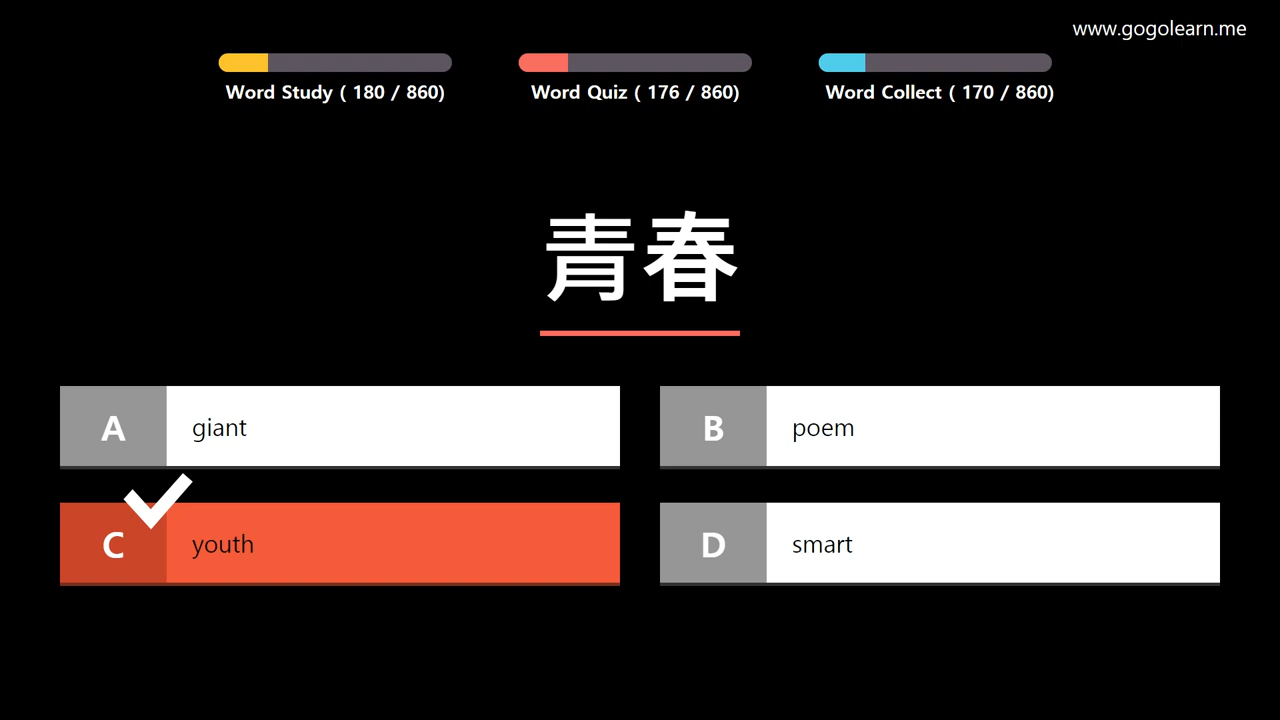 www.gogolearn.me
Word Study ( 180 / 860)
Word Quiz ( 176 / 860)
Word Collect ( 170 / 860)
青春
A giant
B poem
C youth
D smart